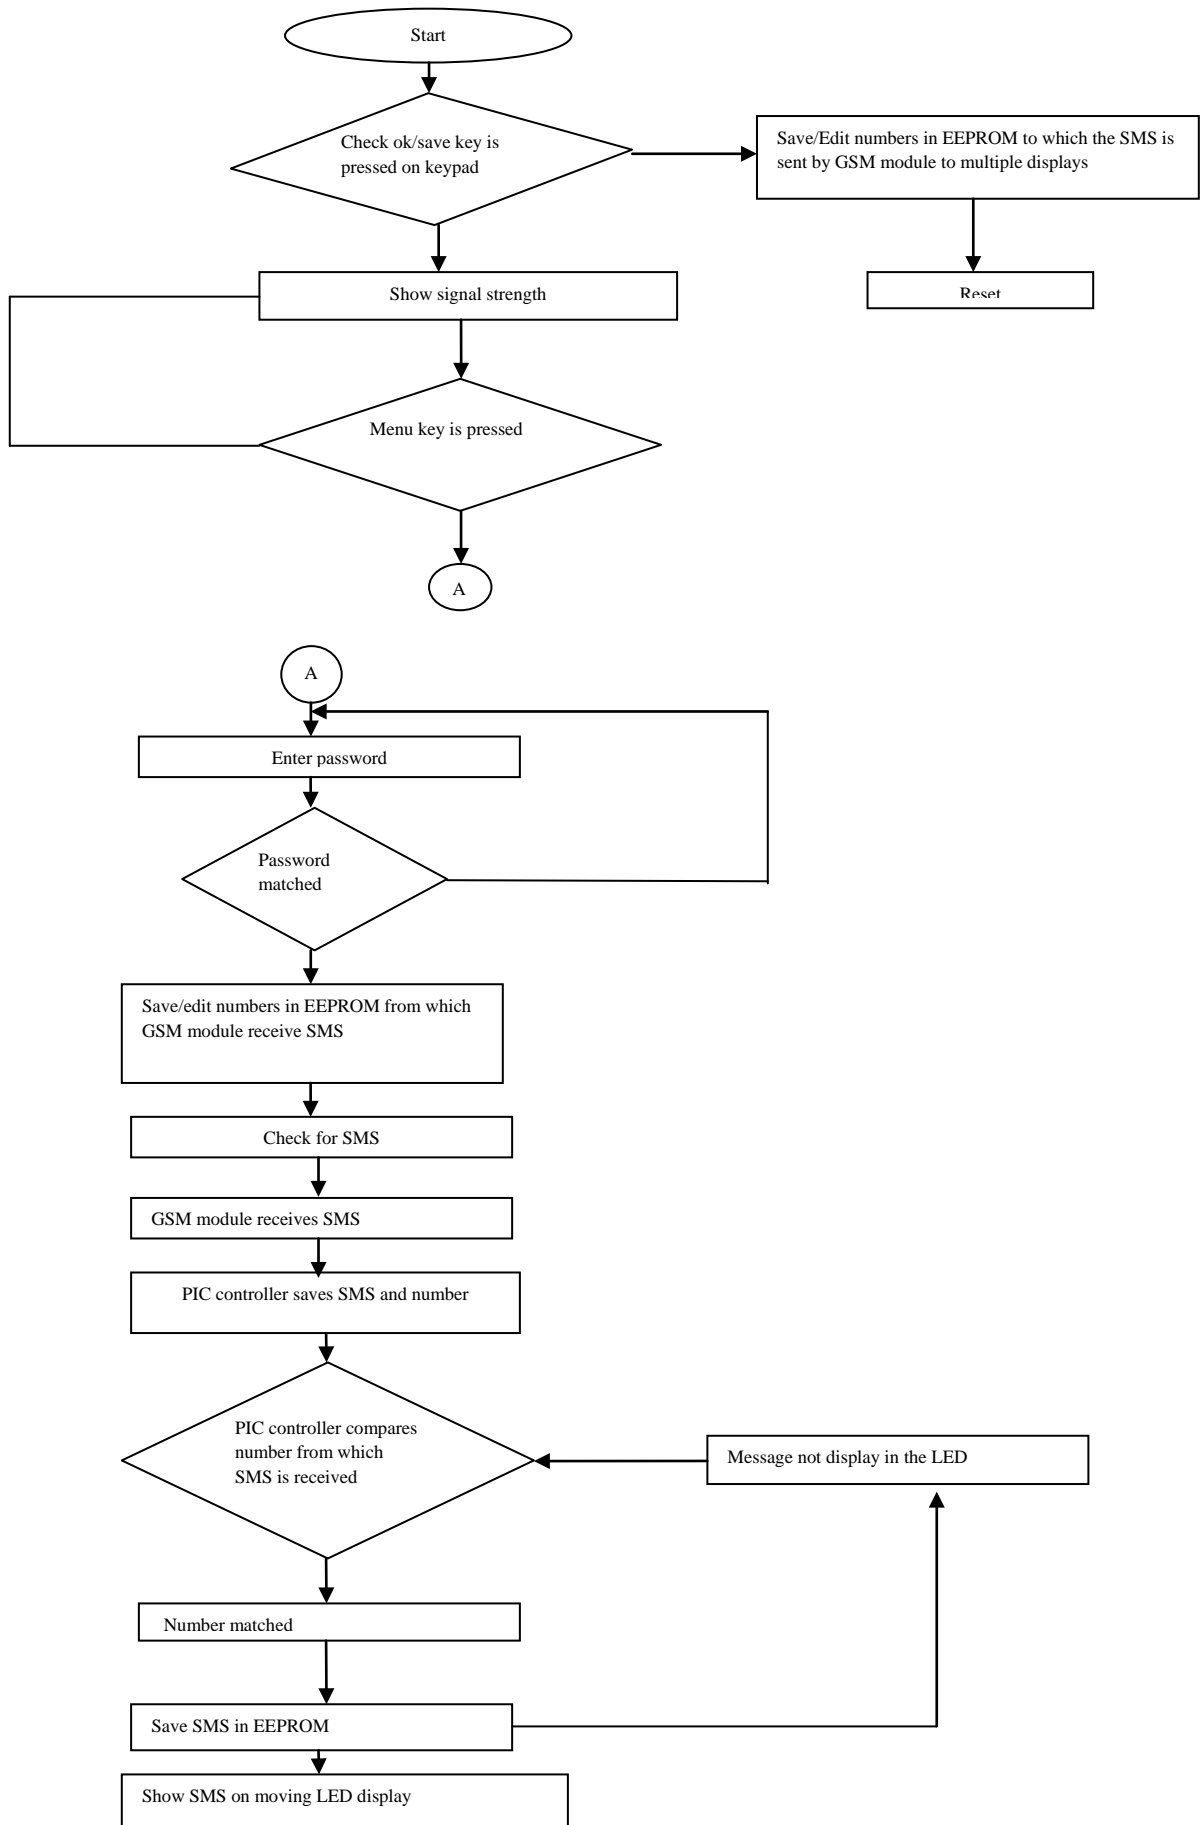 Start
Check ok/save key is
pressed on keypad
Save/Edit numbers in EEPROM to which the SMS is
sent by GSM module to multiple displays
Show signal strength
Reset
Menu key is pressed
A
A
Enter password
Password
matched
Save/edit numbers in EEPROM from which
GSM module receive SMS
Check for SMS
GSM module receives SMS
PIC controller saves SMS and number
PIC controller compares
number from which
SMS is received
Message not display in the LED
Number matched
Save SMS in EEPROM
Show SMS on moving LED display